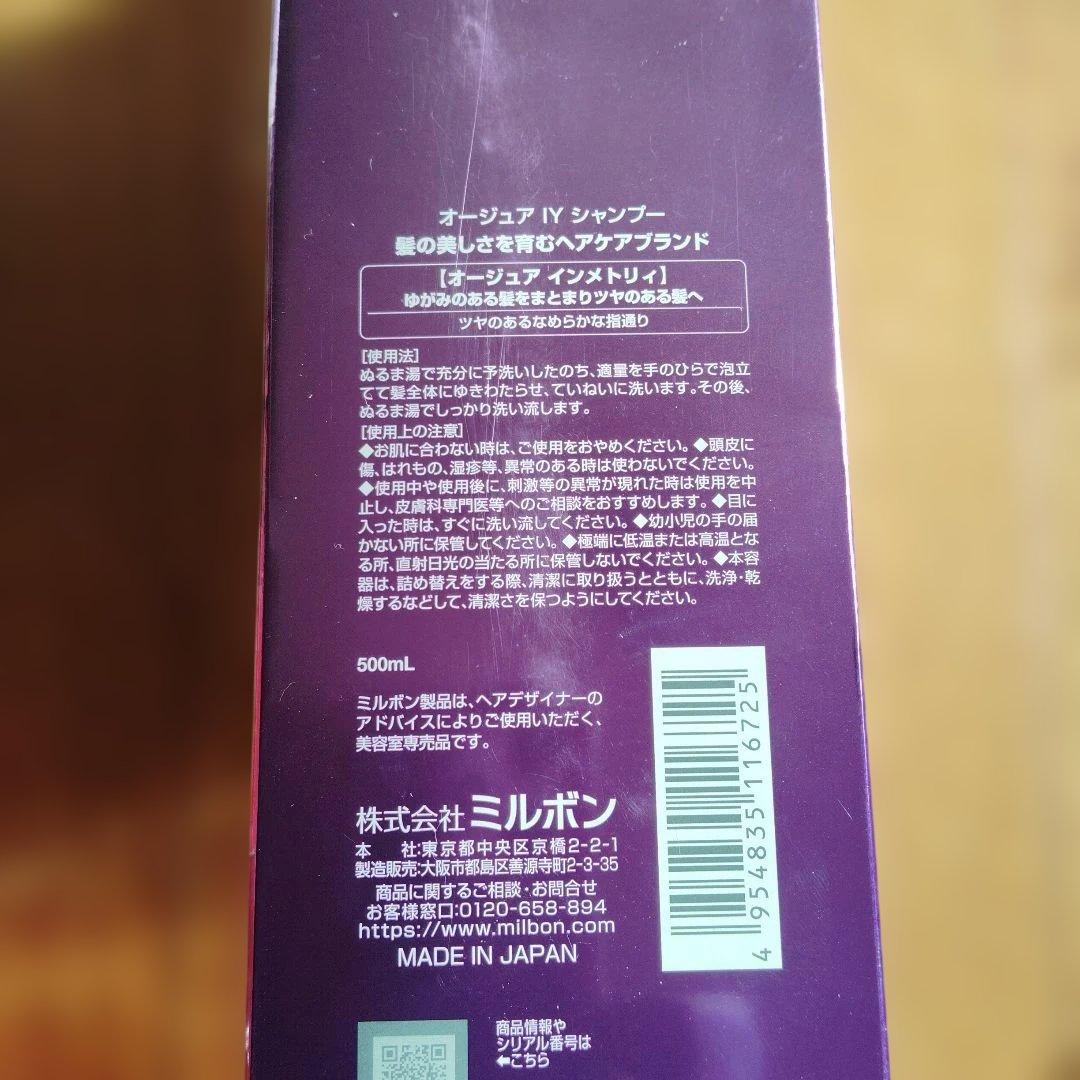 オージュア IY シャンプー
髪の美しさを育むヘアケアブランド
【オージュア インメトリィ】
ゆがみのある髪をまとまりツヤのある髪へ
ツヤのあるなめらかな指通り
[使用法]
ぬるま湯で充分に予洗いしたのち、適量を手のひらで泡立
てて髪全体にゆきわたらせ、ていねいに洗います。その後、
ぬるま湯でしっかり洗い流します。
[使用上の注意]
◆お肌に合わない時は、ご使用をおやめください。◆頭皮に
傷、はれもの、湿疹等、異常のある時は使わないでください。
◆使用中や使用後に、刺激等の異常が現れた時は使用を中
止し、皮膚科専門医等へのご相談をおすすめします。◆目に
入った時は、すぐに洗い流してください。◆幼小児の手の届
かない所に保管してください。◆極端に低温または高温とな
る所、直射日光の当たる所に保管しないでください。◆本容
器は、詰め替えをする際、清潔に取り扱うとともに、洗浄・乾
燥するなどして、清潔さを保つようにしてください。
500mL
ミルボン製品は、ヘアデザイナーの
アドバイスによりご使用いただく、
美容室専売品です。
株式会社ミルボン
本 社:東京都中央区京橋2-2-1
製造販売:大阪市都島区善源寺町2-3-35
商品に関するご相談・お問合せ
お客様窓口:0120-658-894
https://www.milbon.com
MADE IN JAPAN
4 954835 116725
商品情報や
シリアル番号は
←こちら